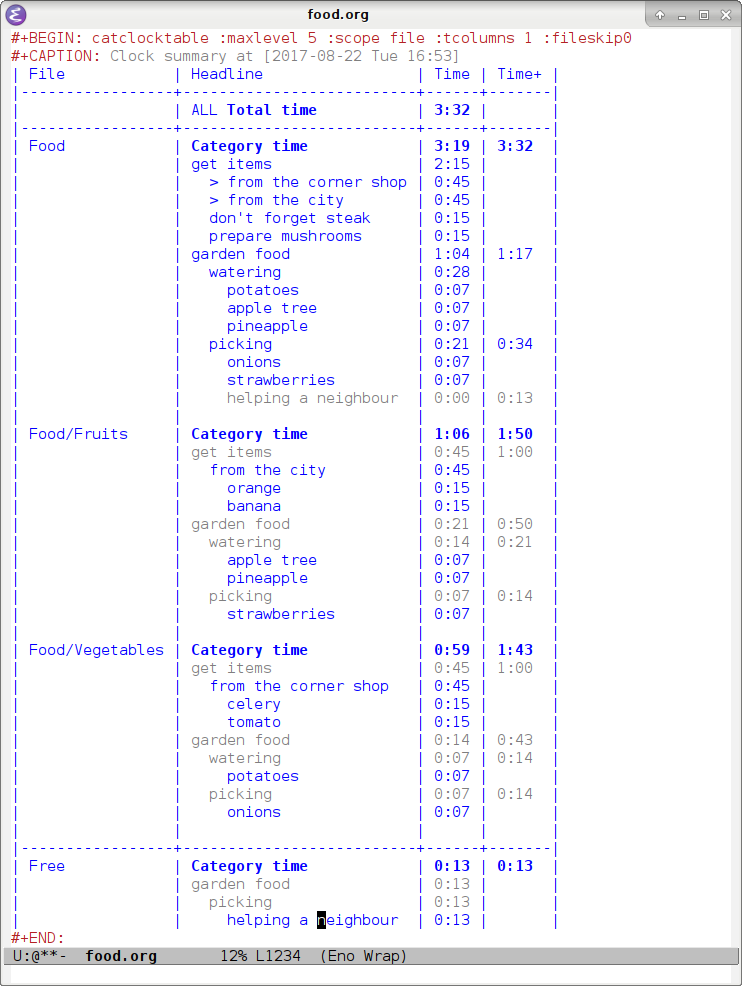 food.org
#+BEGIN: catclocktable :maxlevel 5 :scope file :tcolumns 1 :fileskip0
#+CAPTION: Clock summary at [2017-08-22 Tue 16:53]
| File            | Headline                 | Time | Time+ |
|-----------------+--------------------------+------+-------|
|                 | ALL Total time           | 3:32 |       |
|-----------------+--------------------------+------+-------|
| Food            | Category time            | 3:19 | 3:32  |
|                 | get items                | 2:15 |       |
|                 |   > from the corner shop | 0:45 |       |
|                 |   > from the city        | 0:45 |       |
|                 |   don't forget steak     | 0:15 |       |
|                 |   prepare mushrooms      | 0:15 |       |
|                 | garden food              | 1:04 | 1:17  |
|                 |   watering               | 0:28 |       |
|                 |     potatoes             | 0:07 |       |
|                 |     apple tree           | 0:07 |       |
|                 |     pineapple            | 0:07 |       |
|                 |   picking                | 0:21 | 0:34  |
|                 |     onions               | 0:07 |       |
|                 |     strawberries         | 0:07 |       |
|                 |     helping a neighbour  | 0:00 | 0:13  |
|                 |                          |      |       |
| Food/Fruits     | Category time            | 1:06 | 1:50  |
|                 | get items                | 0:45 | 1:00  |
|                 |   from the city          | 0:45 |       |
|                 |     orange               | 0:15 |       |
|                 |     banana               | 0:15 |       |
|                 | garden food              | 0:21 | 0:50  |
|                 |   watering               | 0:14 | 0:21  |
|                 |     apple tree           | 0:07 |       |
|                 |     pineapple            | 0:07 |       |
|                 |   picking                | 0:07 | 0:14  |
|                 |     strawberries         | 0:07 |       |
|                 |                          |      |       |
| Food/Vegetables | Category time            | 0:59 | 1:43  |
|                 | get items                | 0:45 | 1:00  |
|                 |   from the corner shop   | 0:45 |       |
|                 |     celery               | 0:15 |       |
|                 |     tomato               | 0:15 |       |
|                 | garden food              | 0:14 | 0:43  |
|                 |   watering               | 0:07 | 0:14  |
|                 |     potatoes             | 0:07 |       |
|                 |   picking                | 0:07 | 0:14  |
|                 |     onions               | 0:07 |       |
|                 |                          |      |       |
|-----------------+--------------------------+------+-------|
| Free            | Category time            | 0:13 | 0:13  |
|                 | garden food              | 0:13 |       |
|                 |   picking                | 0:13 |       |
|                 |     helping a neighbour  | 0:13 |       |
#+END:
U:@**-  food.org       12% L1234  (Eno Wrap)